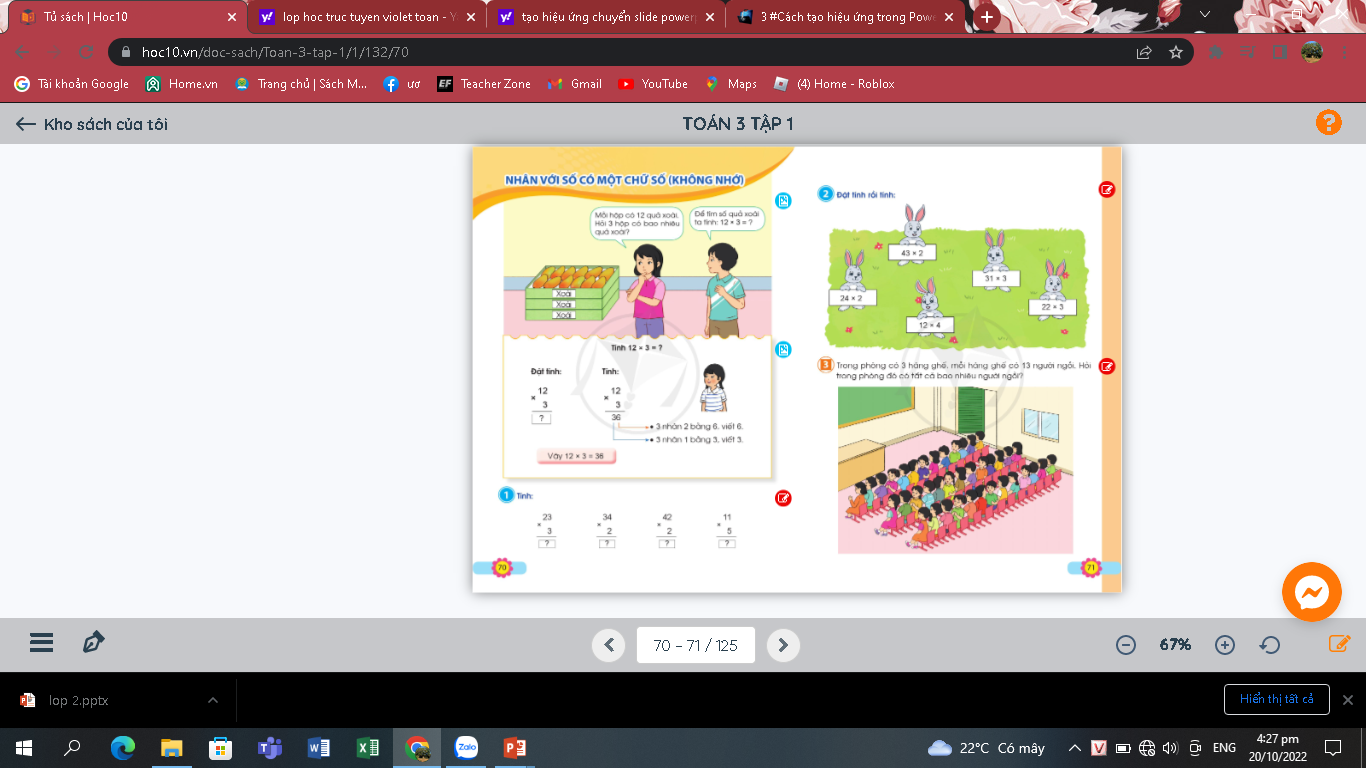 Tủ sách | Hoc10
lop hoc truc tuyen violet toan - Y
tạo hiệu ứng chuyển slide powerp
3 #Cách tạo hiệu ứng trong Powe
hoc10.vn/doc-sach/Toan-3-tap-1/1/132/70
Tài khoản Google
Home.vn
Trang chủ | Sách M...
ươ
Teacher Zone
Gmail
YouTube
Maps
(4) Home - Roblox
Kho sách của tôi
TOÁN 3 TẬP 1
NHÂN VỚI SỐ CÓ MỘT CHỮ SỐ (KHÔNG NHỚ)
Mỗi hộp có 12 quả xoài.
Hỏi 3 hộp có bao nhiêu
quả xoài?
Để tìm số quả xoài
ta tính: 12 × 3 = ?
Xoài
Xoài
Xoài
Tính 12 × 3 = ?
Đặt tính:
Tính:
12
×
3
?
12
×
3
36
• 3 nhân 2 bằng 6, viết 6.
• 3 nhân 1 bằng 3, viết 3.
Vậy 12 × 3 = 36
1 Tính:
23
×
3
?
34
×
2
?
42
×
2
?
11
×
5
?
70
2 Đặt tính rồi tính:
43 × 2
31 × 3
24 × 2
22 × 3
12 × 4
3 Trong phòng có 3 hàng ghế, mỗi hàng ghế có 13 người ngồi. Hỏi
trong phòng đó có tất cả bao nhiêu người ngồi?
71
70 – 71 / 125
67%
lop 2.pptx
Hiển thị tất cả
22°C Có mây
ENG
4:27 pm
20/10/2022